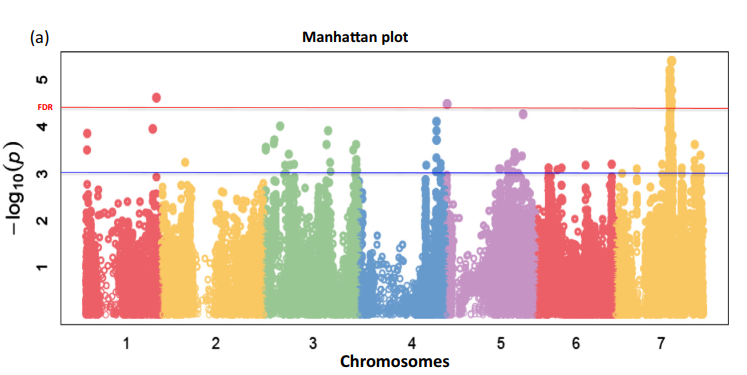 (a)
Manhattan plot
5
FDR
4
3
2
1
−log10(p)
1 2 3 4 5 6 7
Chromosomes